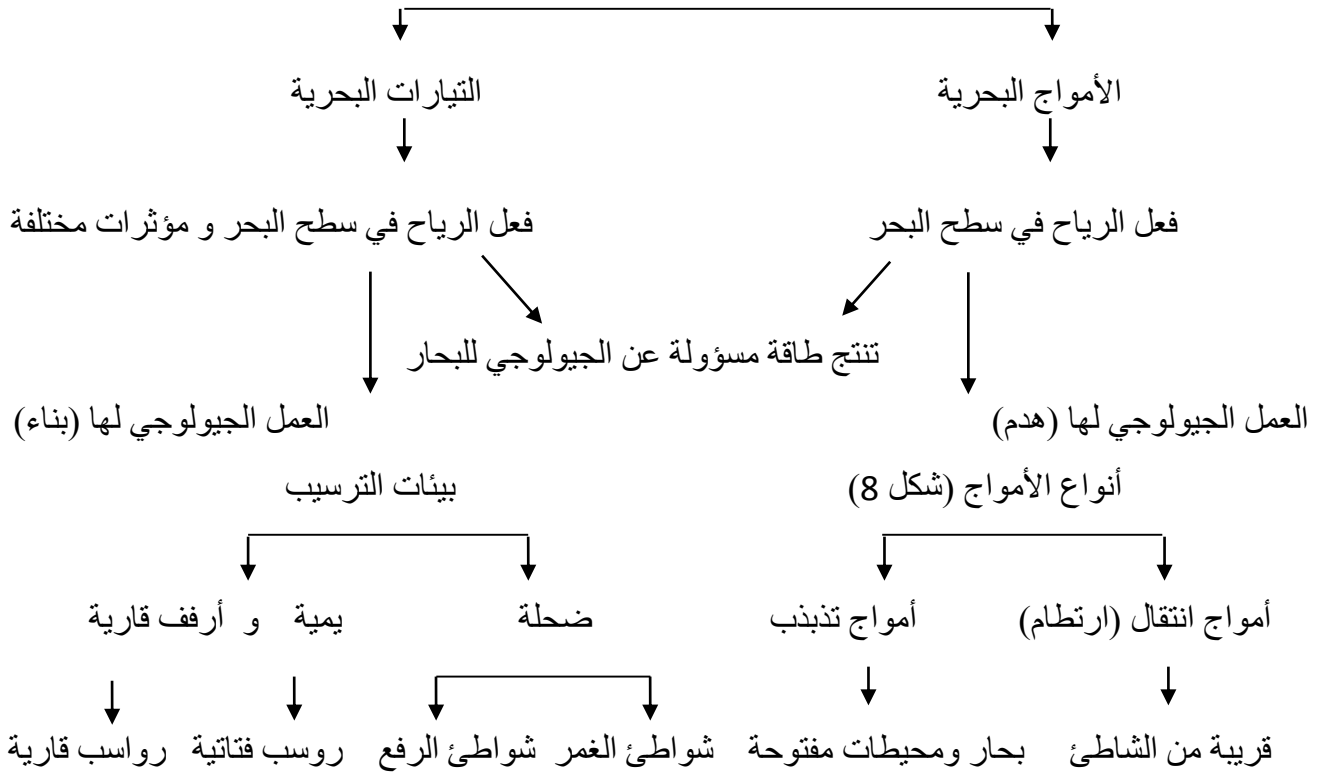 الأمواج البحرية
التيارات البحرية
فعل الرياح في سطح البحر
فعل الرياح في سطح البحر و مؤثرات مختلفة
تنتج طاقة مسؤولة عن الجيولوجي للبحار
العمل الجيولوجي لها (هدم)
العمل الجيولوجي لها (بناء)
أنواع الأمواج (شكل 8)
بيئات الترسيب
أمواج انتقال (ارتطام)
أمواج تذبذب
ضحلة
يمية و أرفف قارية
قريبة من الشاطئ
بحار ومحيطات مفتوحة
شواطئ الغمر
شواطئ الرفع
روسب فتاتية
رواسب قارية